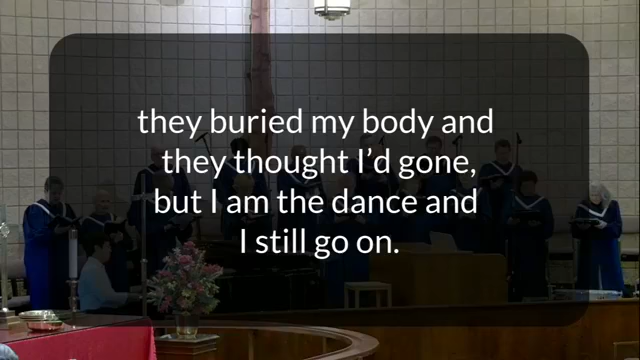 they buried my body and
they thought I’d gone,
but I am the dance and
I still go on.